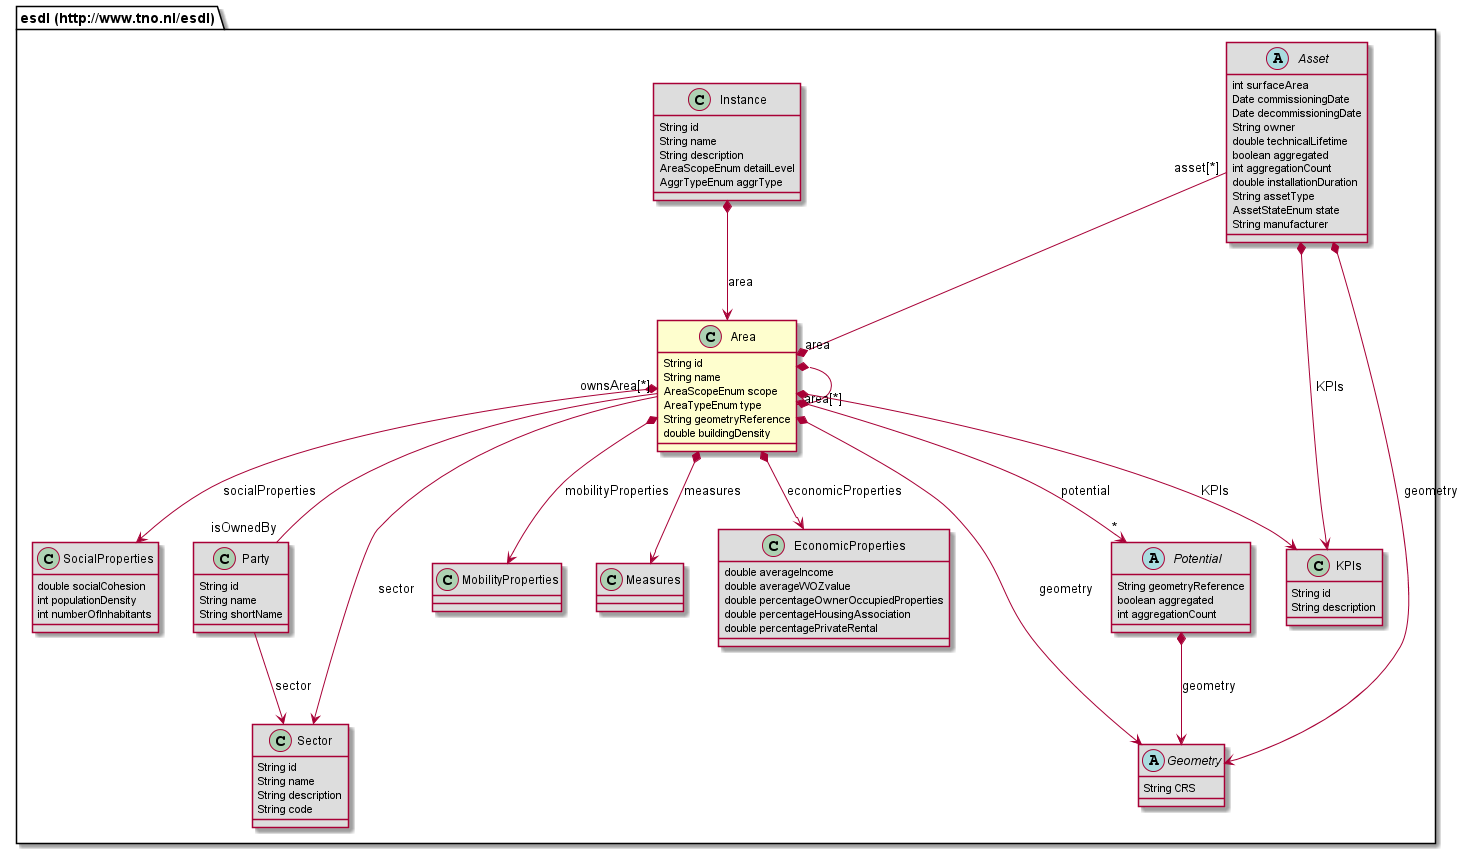 esdl (http://www.tno.nl/esdl)
A Asset
int surfaceArea
Date commissioningDate
Date decommissioningDate
String owner
double technicalLifetime
boolean aggregated
int aggregationCount
double installationDuration
String assetType
AssetStateEnum state
String manufacturer
C Instance
String id
String name
String description
AreaScopeEnum detailLevel
AggrTypeEnum aggrType
asset[*]
area
C Area
String id
String name
AreaScopeEnum scope
AreaTypeEnum type
String geometryReference
double buildingDensity
area
area[*]
ownsArea[*]
KPIs
socialProperties
mobilityProperties
measures
economicProperties
potential
KPIs
geometry
isOwnedBy
*
C SocialProperties
double socialCohesion
int populationDensity
int numberOfInhabitants
C Party
String id
String name
String shortName
sector
C MobilityProperties
C Measures
C EconomicProperties
double averageIncome
double averageWOZvalue
double percentageOwnerOccupiedProperties
double percentageHousingAssociation
double percentagePrivateRental
geometry
A Potential
String geometryReference
boolean aggregated
int aggregationCount
C KPIs
String id
String description
sector
geometry
C Sector
String id
String name
String description
String code
A Geometry
String CRS